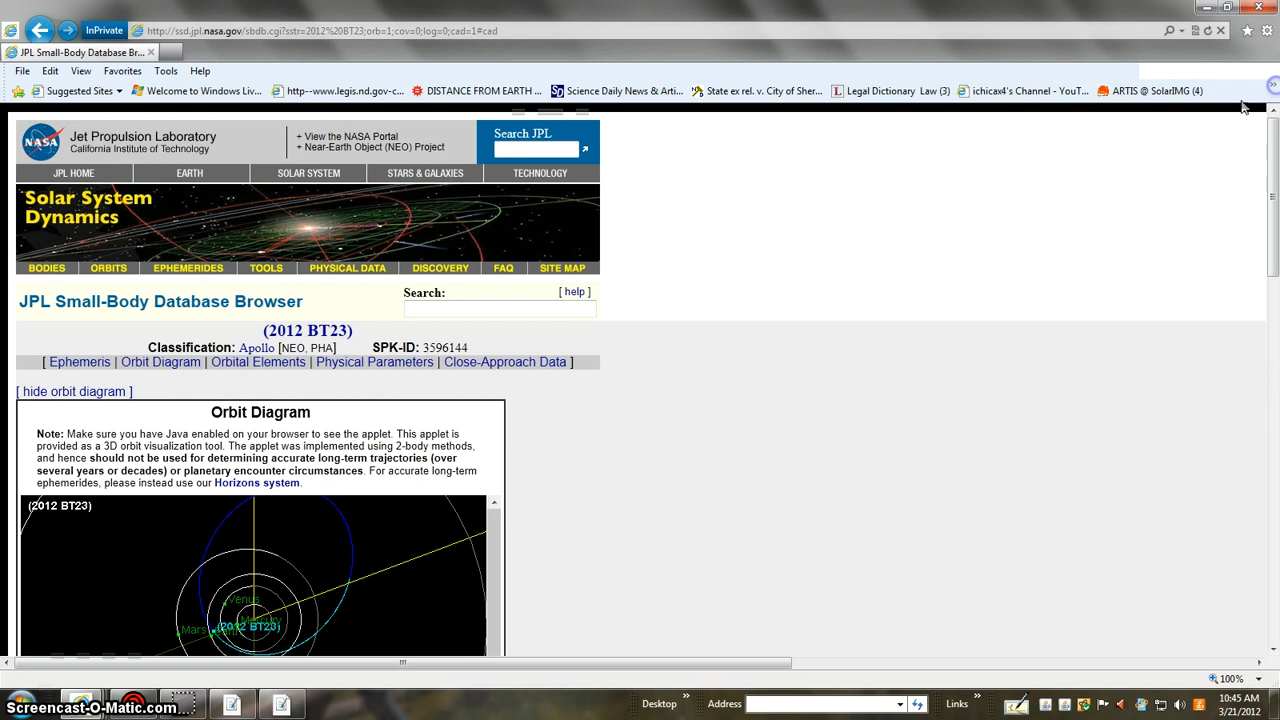 InPrivate
http://ssd.jpl.nasa.gov/sbdb.cgi?sstr=2012%20BT23;orb=1;cov=0;log=0;cad=1#cad
JPL Small-Body Database Br...
File Edit View Favorites Tools Help
Suggested Sites Welcome to Windows Liv... http--www.legis.nd.gov-c... DISTANCE FROM EARTH ... Science Daily News & Arti... State ex rel. v. City of Sher... Legal Dictionary Law (3) ichicax4's Channel - YouT... ARTIS @ SolarIMG (4)
NASA
Jet Propulsion Laboratory
California Institute of Technology
+ View the NASA Portal
+ Near-Earth Object (NEO) Project
Search JPL
JPL HOME EARTH SOLAR SYSTEM STARS & GALAXIES TECHNOLOGY
Solar System
Dynamics
BODIES ORBITS EPHEMERIDES TOOLS PHYSICAL DATA DISCOVERY FAQ SITE MAP
JPL Small-Body Database Browser
Search: [ help ]
(2012 BT23)
Classification: Apollo [NEO, PHA] SPK-ID: 3596144
[ Ephemeris | Orbit Diagram | Orbital Elements | Physical Parameters | Close-Approach Data ]
[ hide orbit diagram ]
Orbit Diagram
Note: Make sure you have Java enabled on your browser to see the applet. This applet is
provided as a 3D orbit visualization tool. The applet was implemented using 2-body methods,
and hence should not be used for determining accurate long-term trajectories (over
several years or decades) or planetary encounter circumstances. For accurate long-term
ephemerides, please instead use our Horizons system.
(2012 BT23)
Venus
Mercury
(2012 BT23)
Mars
100%
Screencast-O-Matic.com
Desktop Address Links
10:45 AM
3/21/2012